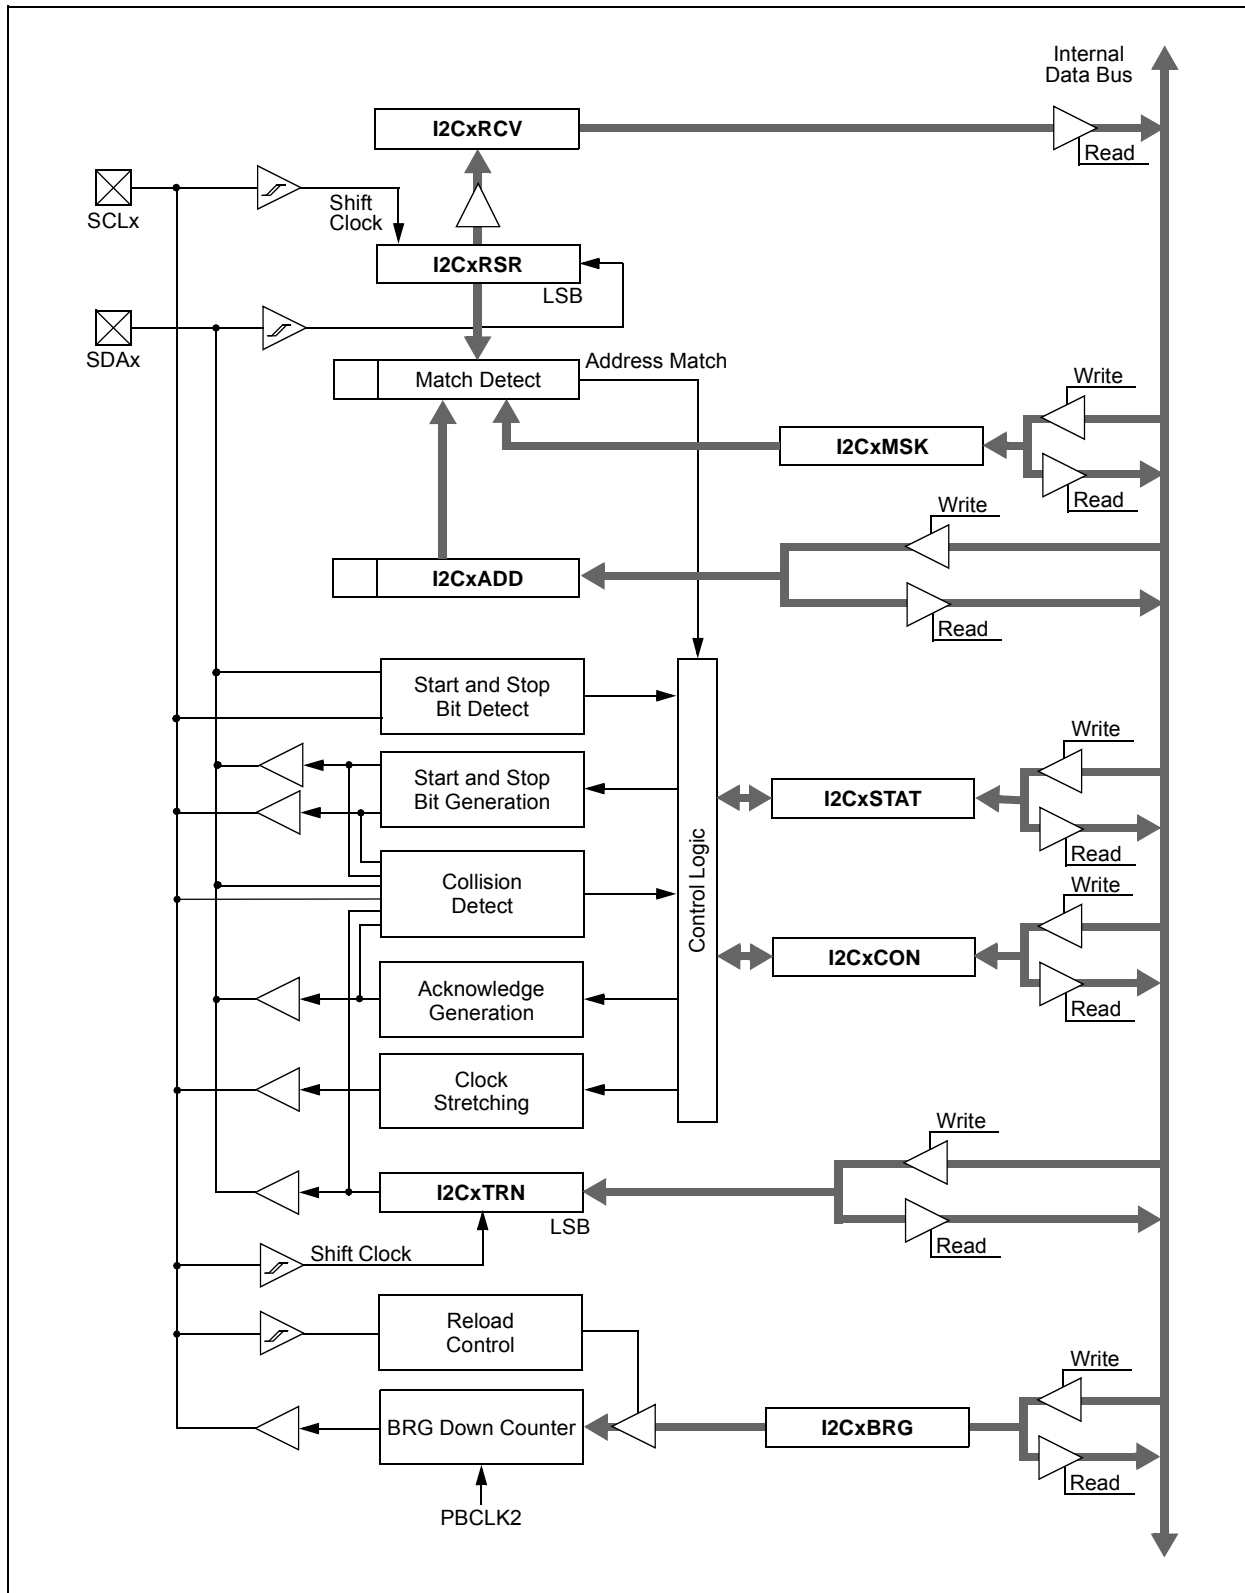 Internal
Data Bus
I2CxRCV
Read
SCLx
Shift
Clock
I2CxRSR
LSB
SDAx
Match Detect
Address Match
Write
I2CxMSK
Read
Write
I2CxADD
Read
Start and Stop
Bit Detect
Write
Start and Stop
Bit Generation
I2CxSTAT
Read
Control Logic
Collision
Detect
Write
I2CxCON
Read
Acknowledge
Generation
Clock
Stretching
Write
I2CxTRN
LSB
Read
Shift Clock
Reload
Control
Write
BRG Down Counter
I2CxBRG
Read
PBCLK2